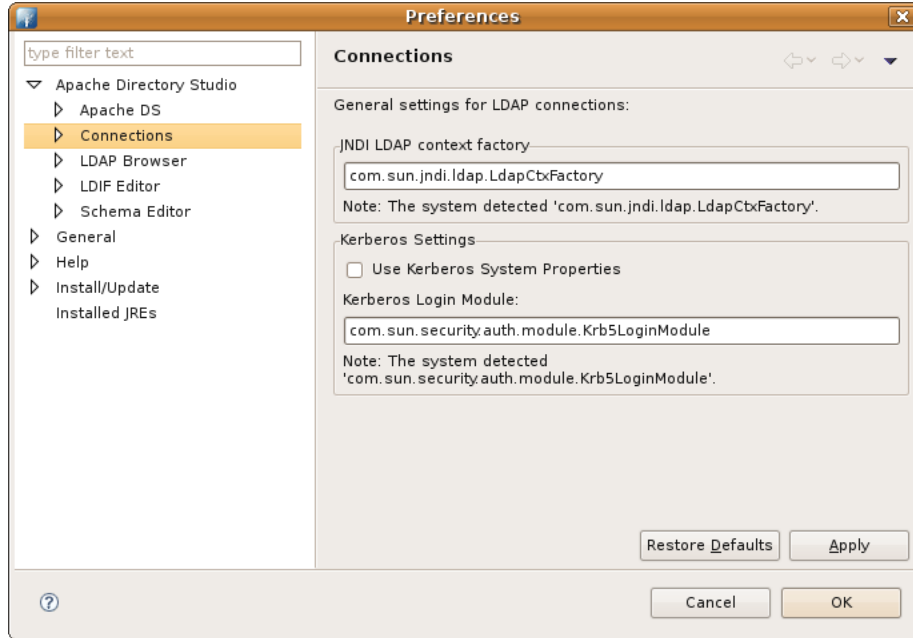 Preferences
type filter text
Apache Directory Studio
Apache DS
Connections
LDAP Browser
LDIF Editor
Schema Editor
General
Help
Install/Update
Installed JREs
Connections
General settings for LDAP connections:
JNDI LDAP context factory
com.sun.jndi.ldap.LdapCtxFactory
Note: The system detected 'com.sun.jndi.ldap.LdapCtxFactory'.
Kerberos Settings
Use Kerberos System Properties
Kerberos Login Module:
com.sun.security.auth.module.Krb5LoginModule
Note: The system detected
'com.sun.security.auth.module.Krb5LoginModule'.
Restore Defaults
Apply
Cancel
OK